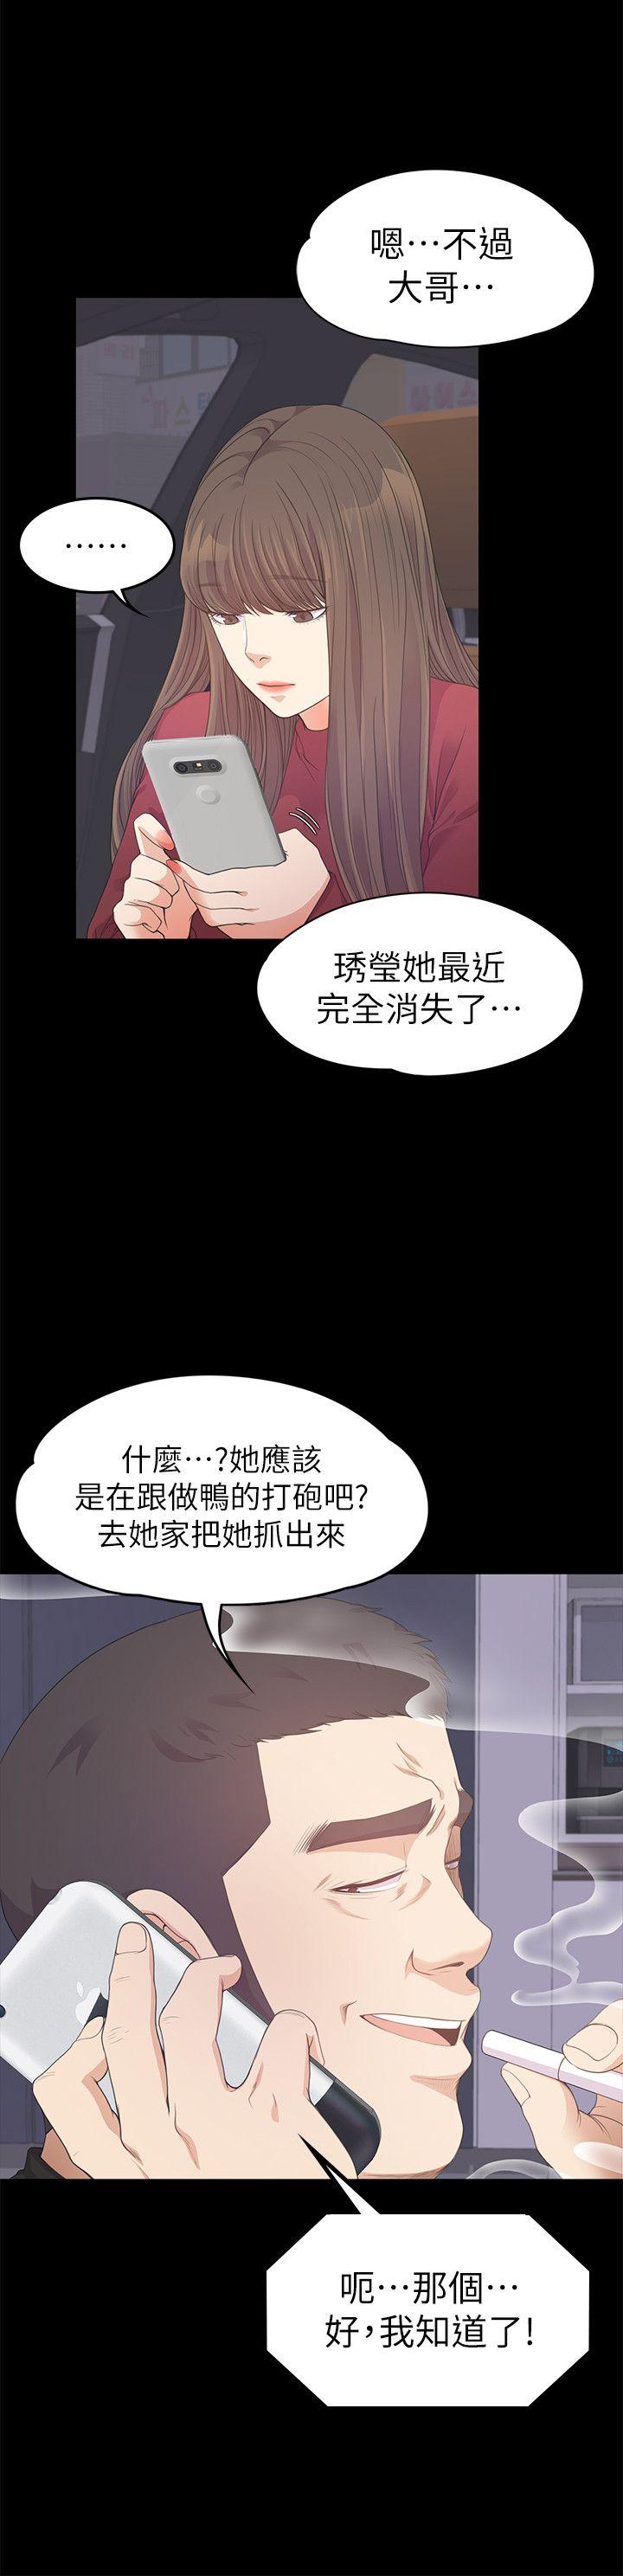 嗯…不過
大哥…
……
琇瑩她最近
完全消失了…
什麼…?她應該
是在跟做鴨的打砲吧?
去她家把她抓出來
呃…那個…
好,我知道了!